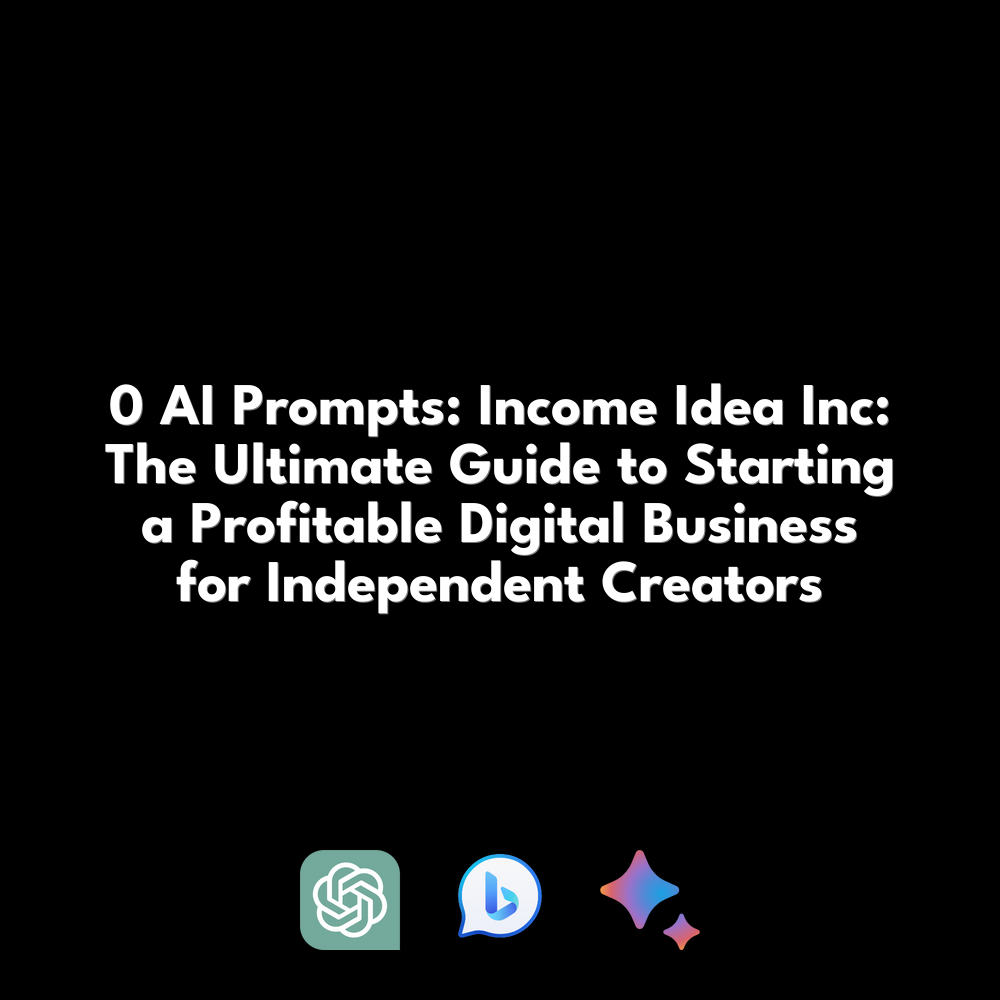 0 AI Prompts: Income Idea Inc:
The Ultimate Guide to Starting
a Profitable Digital Business
for Independent Creators